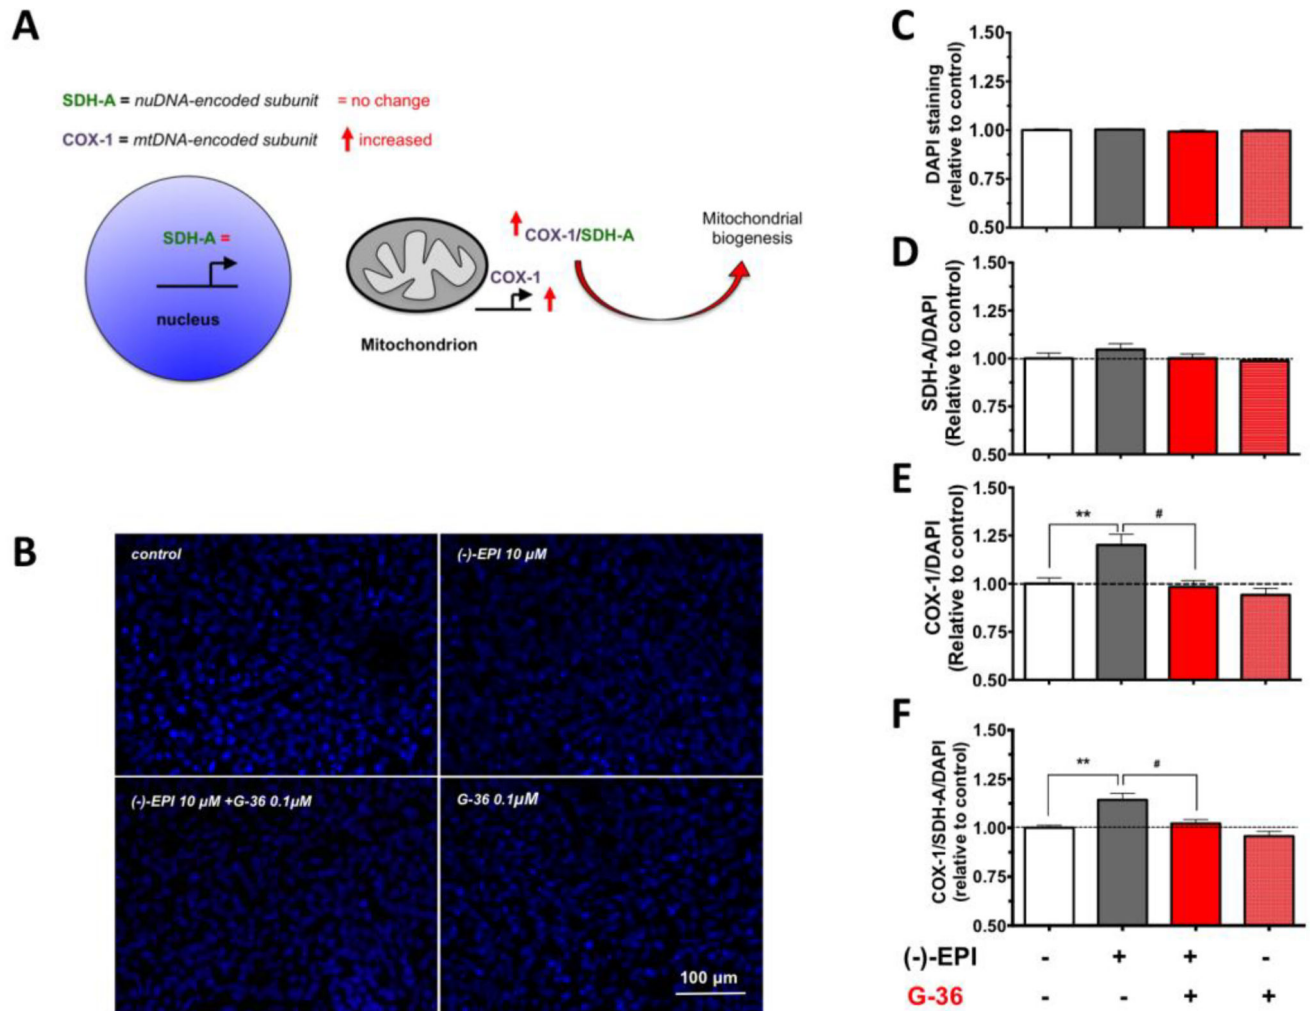 A
SDH-A = nuDNA-encoded subunit = no change
COX-1 = mtDNA-encoded subunit increased
SDH-A =
nucleus
COX-1/SDH-A
COX-1
Mitochondrion
Mitochondrial
biogenesis
B
control
(-)-EPI 10 µM
(-)-EPI 10 µM +G-36 0.1µM
G-36 0.1µM
100 µm
C
DAPI staining
(relative to control)
1.50
1.25
1.00
0.75
0.50
D
SDH-A/DAPI
(Relative to control)
1.50
1.25
1.00
0.75
0.50
E
COX-1/DAPI
(Relative to control)
1.50
1.25
1.00
0.75
0.50
** #
F
COX-1/SDH-A/DAPI
(relative to control)
1.50
1.25
1.00
0.75
0.50
** #
(-)-EPI - + + -
G-36 - - + +